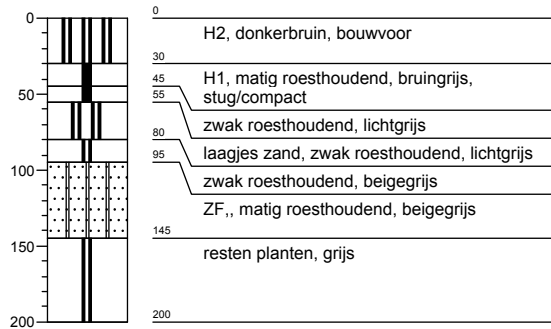 0
0
H2, donkerbruin, bouwvoor
30
H1, matig roesthoudend, bruingrijs,
stug/compact
45
50
55
zwak roesthoudend, lichtgrijs
80
laagjes zand, zwak roesthoudend, lichtgrijs
95
zwak roesthoudend, beigegrijs
100
ZF,, matig roesthoudend, beigegrijs
145
150
resten planten, grijs
200
200